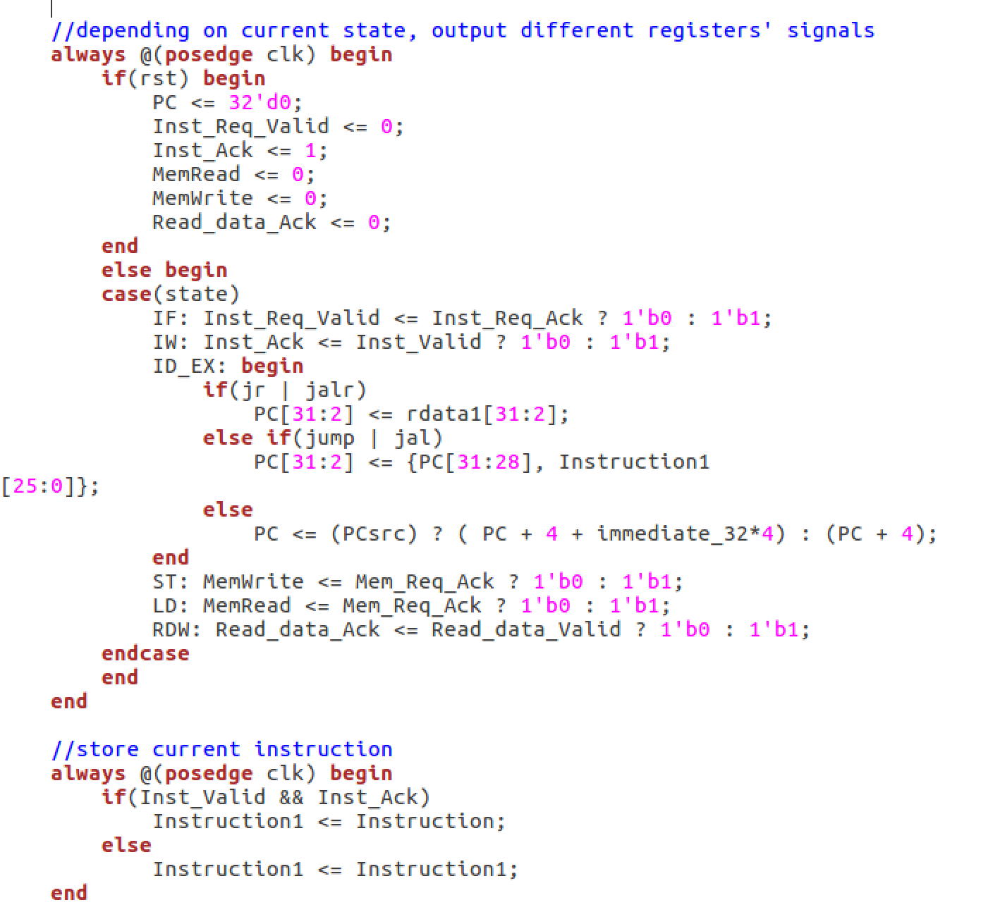 //depending on current state, output different registers' signals
always @(posedge clk) begin
if(rst) begin
PC <= 32'd0;
Inst_Req_Valid <= 0;
Inst_Ack <= 1;
MemRead <= 0;
MemWrite <= 0;
Read_data_Ack <= 0;
end
else begin
case(state)
IF: Inst_Req_Valid <= Inst_Req_Ack ? 1'b0 : 1'b1;
IW: Inst_Ack <= Inst_Valid ? 1'b0 : 1'b1;
ID_EX: begin
if(jr | jalr)
PC[31:2] <= rdata1[31:2];
else if(jump | jal)
PC[31:2] <= {PC[31:28], Instruction1
[25:0]};
else
PC <= (PCsrc) ? ( PC + 4 + immediate_32*4) : (PC + 4);
end
ST: MemWrite <= Mem_Req_Ack ? 1'b0 : 1'b1;
LD: MemRead <= Mem_Req_Ack ? 1'b0 : 1'b1;
RDW: Read_data_Ack <= Read_data_Valid ? 1'b0 : 1'b1;
endcase
end
end
//store current instruction
always @(posedge clk) begin
if(Inst_Valid && Inst_Ack)
Instruction1 <= Instruction;
else
Instruction1 <= Instruction1;
end